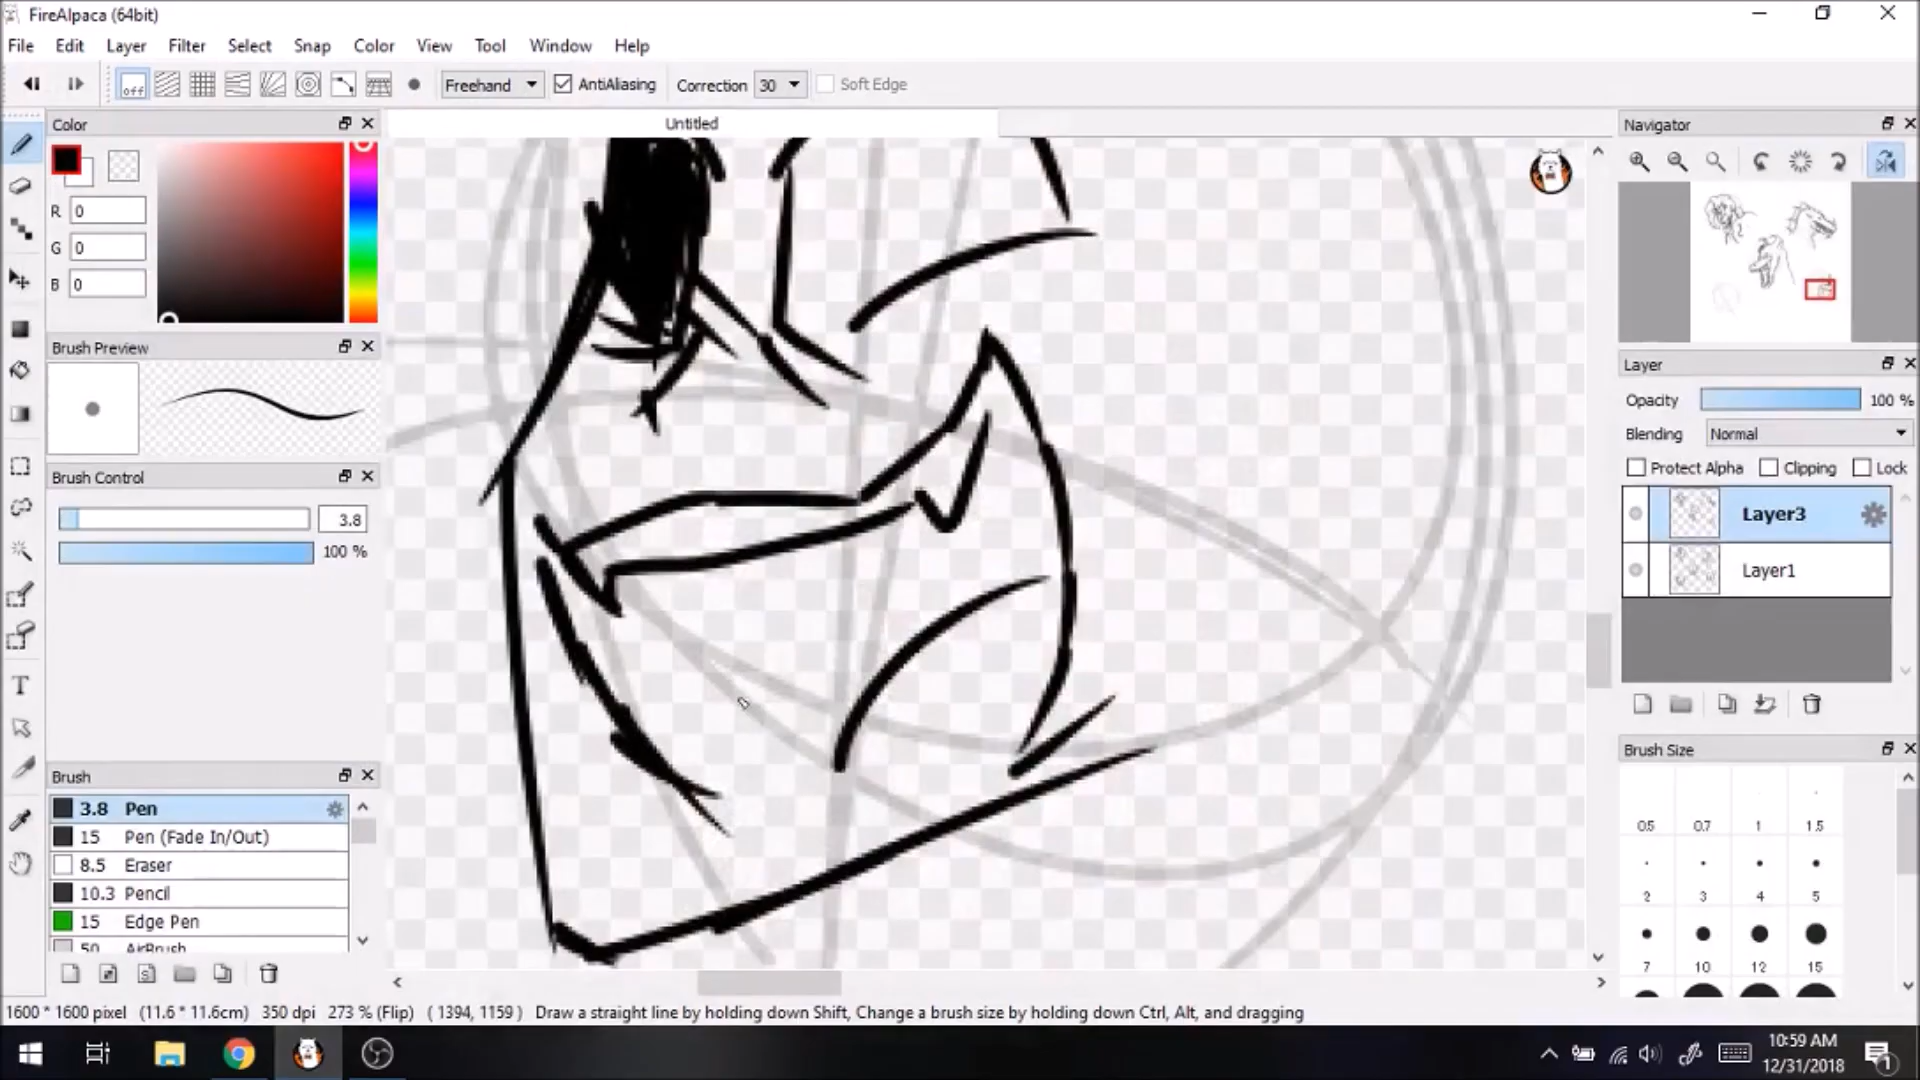 FireAlpaca (64bit)
File Edit Layer Filter Select Snap Color View Tool Window Help
off Freehand AntiAliasing Correction 30 Soft Edge
Color
Untitled
Navigator
R 0
G 0
B 0
Brush Preview
Layer
Opacity 100 %
Blending Normal
Protect Alpha Clipping Lock
Brush Control
3.8
100 %
Layer3
Layer1
Brush
3.8 Pen
15 Pen (Fade In/Out)
8.5 Eraser
10.3 Pencil
15 Edge Pen
50 AirBrush
Brush Size
0.5 0.7 1 1.5
2 3 4 5
7 10 12 15
1600 * 1600 pixel (11.6 * 11.6cm) 350 dpi 273 % (Flip) ( 1394, 1159 ) Draw a straight line by holding down Shift, Change a brush size by holding down Ctrl, Alt, and dragging
10:59 AM
12/31/2018
1